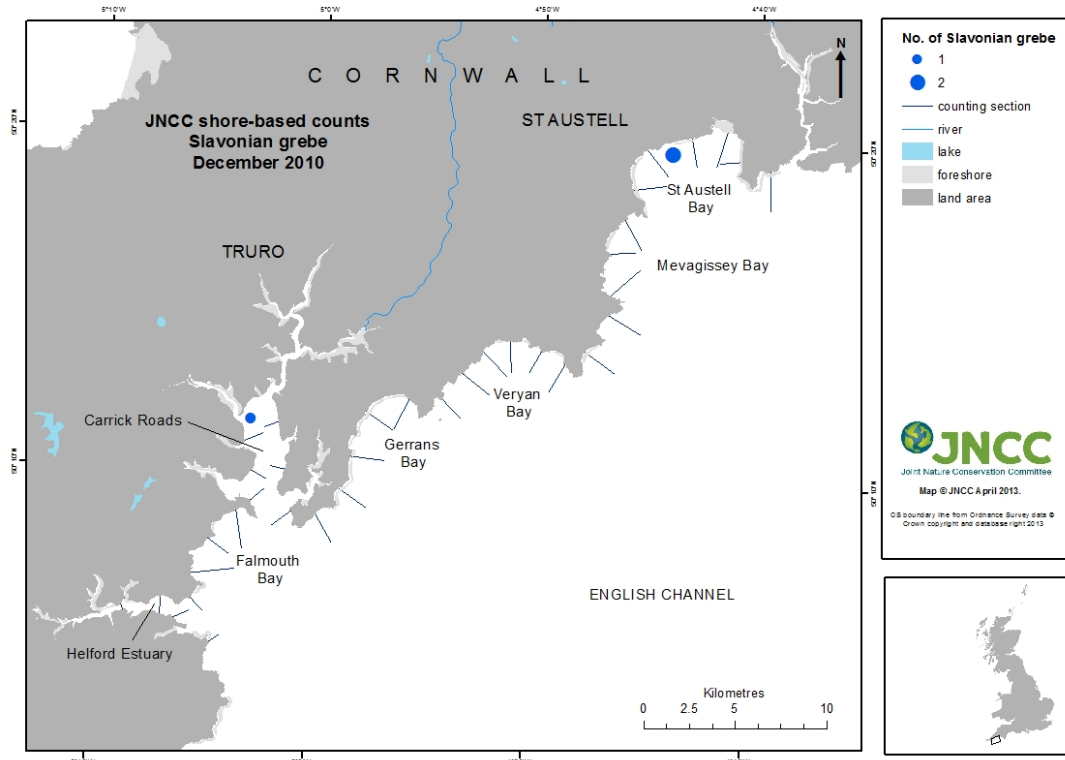 5°10'W 5°0'W 4°50'W 4°40'W
N
CORNWALL
JNCC shore-based counts
Slavonian grebe
December 2010
ST AUSTELL
St Austell
Bay
TRURO
Mevagissey Bay
Veryan
Bay
Carrick Roads
Gerrans
Bay
Falmouth
Bay
ENGLISH CHANNEL
Helford Estuary
Kilometres
0 2.5 5 10
No. of Slavonian grebe
1
2
counting section
river
lake
foreshore
land area
JNCC
Joint Nature Conservation Committee
Map © JNCC April 2013.
OS boundary line from Ordnance Survey data ©
Crown copyright and database right 2013